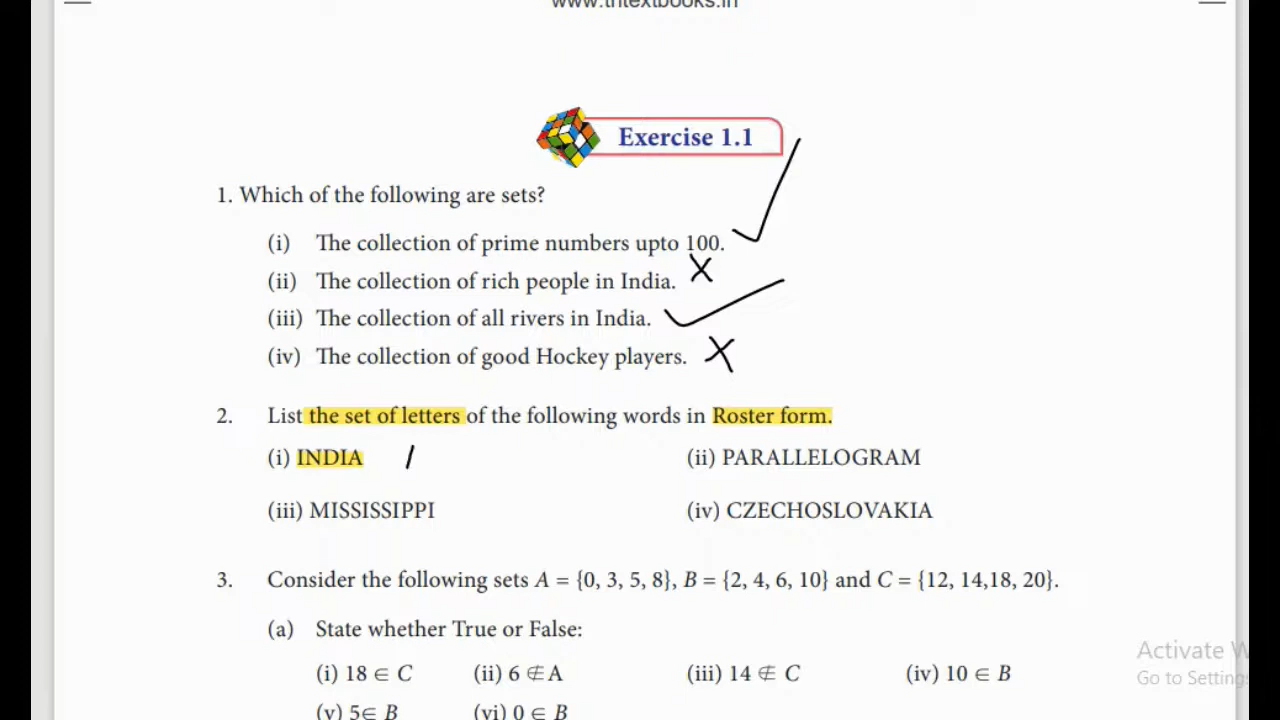 www.tntextbooks.in
Exercise 1.1
1. Which of the following are sets?
(i) The collection of prime numbers upto 100.
(ii) The collection of rich people in India.
(iii) The collection of all rivers in India.
(iv) The collection of good Hockey players.
2. List the set of letters of the following words in Roster form.
(i) INDIA (ii) PARALLELOGRAM
(iii) MISSISSIPPI (iv) CZECHOSLOVAKIA
3. Consider the following sets A = {0, 3, 5, 8}, B = {2, 4, 6, 10} and C = {12, 14,18, 20}.
(a) State whether True or False:
(i) 18 ∈ C (ii) 6 ∉ A (iii) 14 ∉ C (iv) 10 ∈ B
(v) 5∈ B (vi) 0 ∈ B
Activate W
Go to Setting